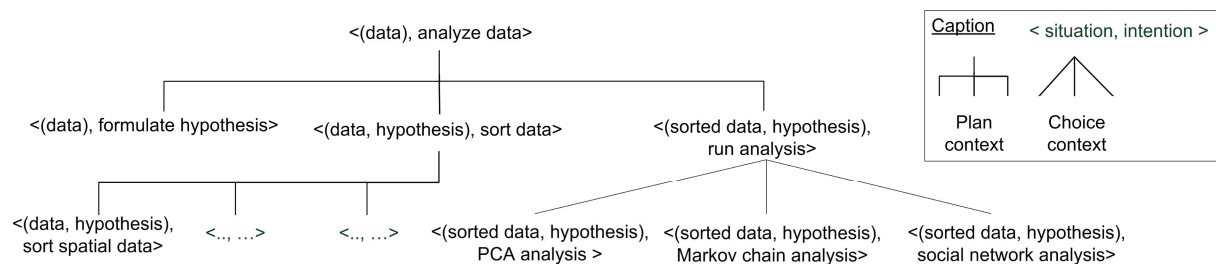 <(data), analyze data>
Caption
< situation, intention >
Plan
context
Choice
context
<(data), formulate hypothesis>
<(data, hypothesis), sort data>
<(sorted data, hypothesis),
run analysis>
<(data, hypothesis),
sort spatial data>
<.., ...>
<.., ...>
<(sorted data, hypothesis),
PCA analysis >
<(sorted data, hypothesis),
Markov chain analysis>
<(sorted data, hypothesis),
social network analysis>